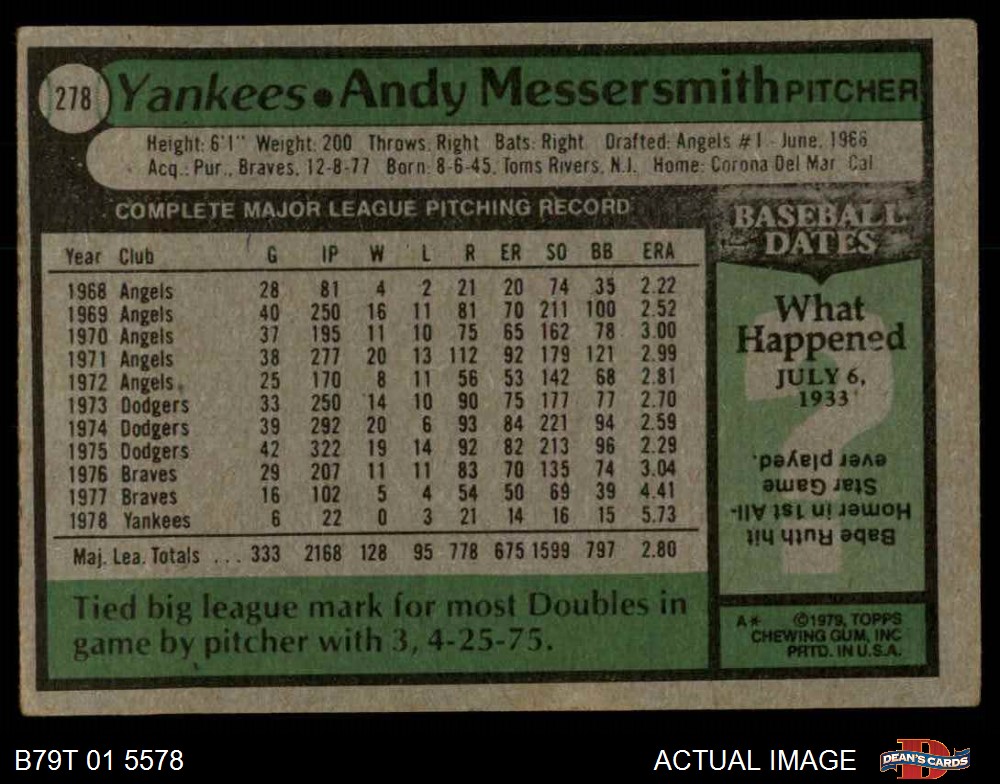 278 Yankees • Andy Messersmith PITCHER
Height: 6'1" Weight: 200 Throws: Right Bats: Right Drafted: Angels #1 - June, 1966
Acq.: Pur., Braves, 12-8-77 Born: 8-6-45, Toms Rivers, N.J. Home: Corona Del Mar, Cal
COMPLETE MAJOR LEAGUE PITCHING RECORD
Year Club G IP W L R ER SO BB ERA
1968 Angels 28 81 4 2 21 20 74 35 2.22
1969 Angels 40 250 16 11 81 70 211 100 2.52
1970 Angels 37 195 11 10 75 65 162 78 3.00
1971 Angels 38 277 20 13 112 92 179 121 2.99
1972 Angels 25 170 8 11 56 53 142 68 2.81
1973 Dodgers 33 250 14 10 90 75 177 77 2.70
1974 Dodgers 39 292 20 6 93 84 221 94 2.59
1975 Dodgers 42 322 19 14 92 82 213 96 2.29
1976 Braves 29 207 11 11 83 70 135 74 3.04
1977 Braves 16 102 5 4 54 50 69 39 4.41
1978 Yankees 6 22 0 3 21 14 16 15 5.73
Maj. Lea. Totals ... 333 2168 128 95 778 675 1599 797 2.80
Tied big league mark for most Doubles in
game by pitcher with 3, 4-25-75.
BASEBALL
DATES
What
Happened
JULY 6,
1933
?
Babe Ruth hit
Homer in 1st All-
Star Game
ever played.
A* ©1979, TOPPS
CHEWING GUM, INC
PRTD. IN U.S.A.
B79T 01 5578
ACTUAL IMAGE
D
DEAN'S CARDS